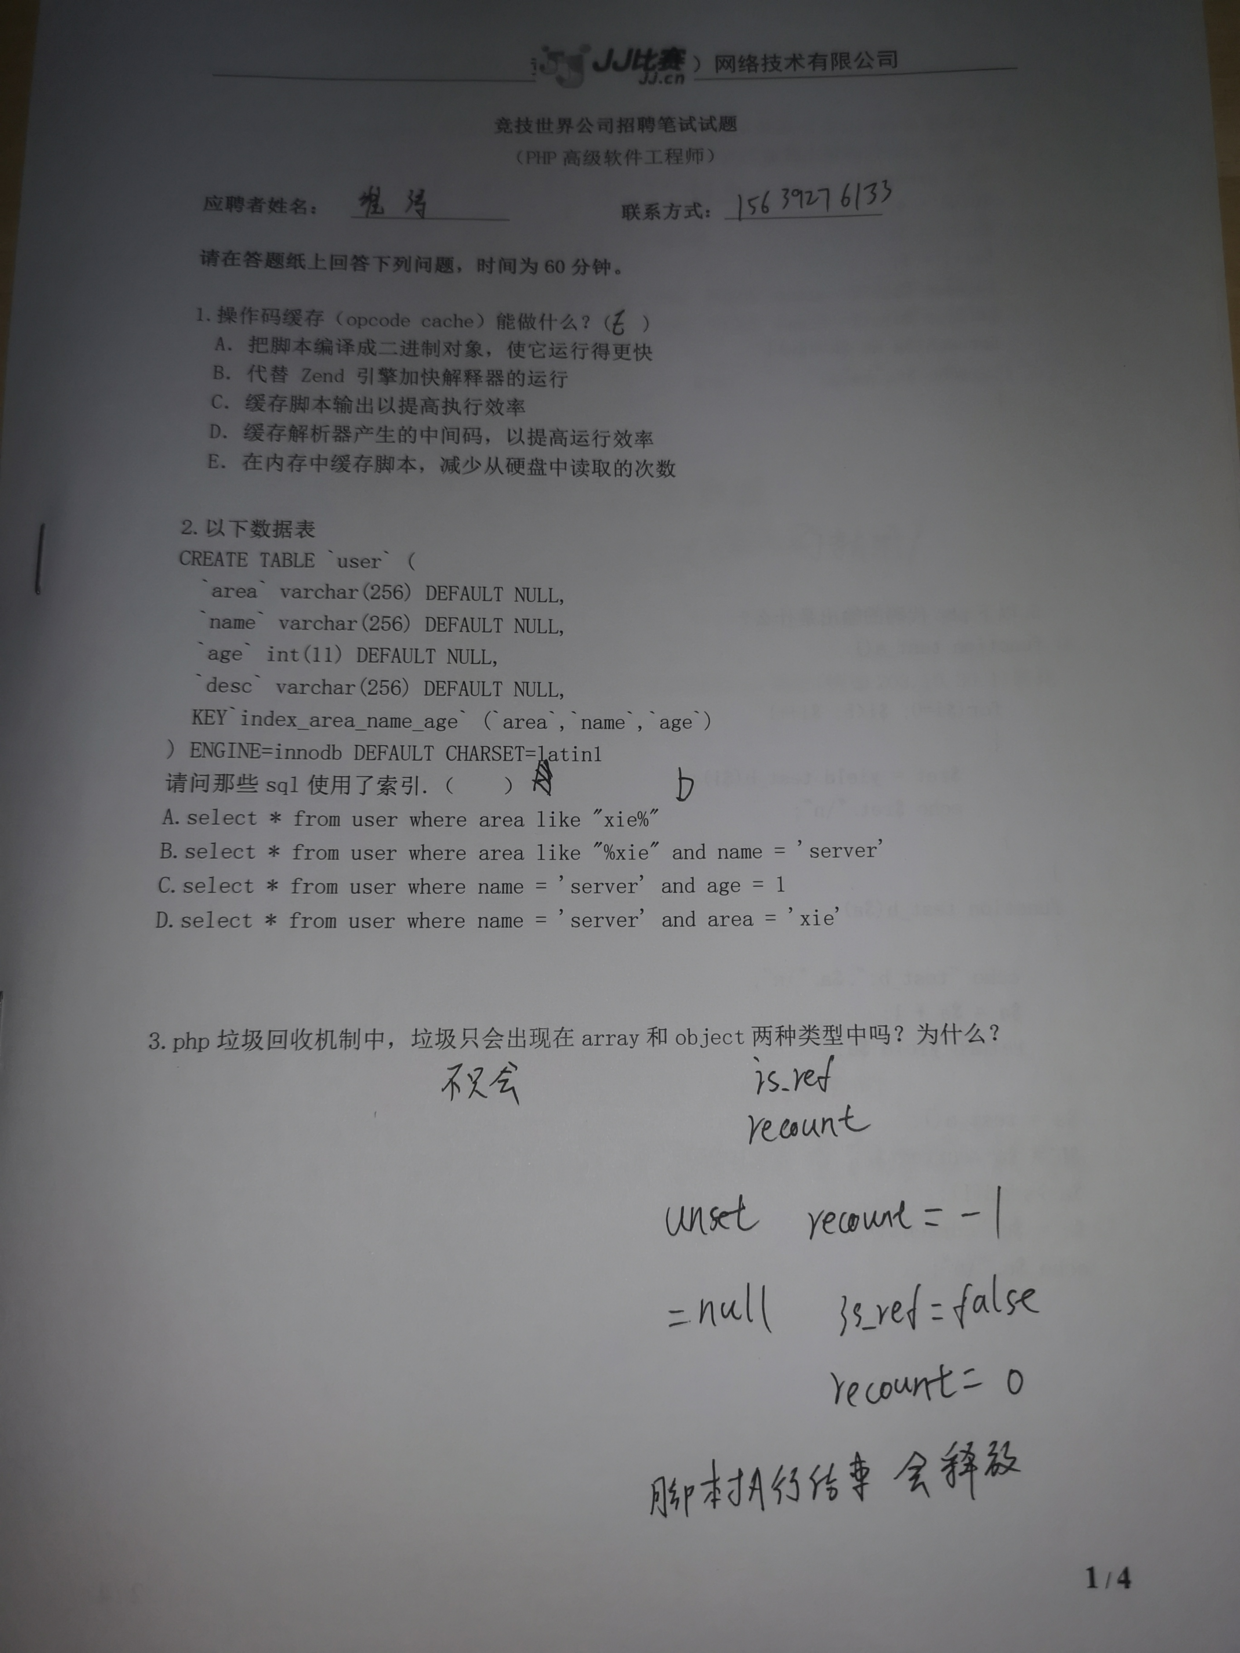 JJ比赛
JJ.cn
）网络技术有限公司
竞技世界公司招聘笔试试题
（PHP 高级软件工程师）
应聘者姓名： 涛
联系方式： 15639276133
请在答题纸上回答下列问题，时间为 60 分钟。
1. 操作码缓存（opcode cache）能做什么？（E ）
A. 把脚本编译成二进制对象，使它运行得更快
B. 代替 Zend 引擎加快解释器的运行
C. 缓存脚本输出以提高执行效率
D. 缓存解析器产生的中间码，以提高运行效率
E. 在内存中缓存脚本，减少从硬盘中读取的次数
2. 以下数据表
CREATE TABLE `user` (
`area` varchar(256) DEFAULT NULL,
`name` varchar(256) DEFAULT NULL,
`age` int(11) DEFAULT NULL,
`desc` varchar(256) DEFAULT NULL,
KEY`index_area_name_age` (`area`,`name`,`age`)
) ENGINE=innodb DEFAULT CHARSET=latin1
请问那些 sql 使用了索引.（ ） D
A. select * from user where area like "xie%"
B. select * from user where area like "%xie" and name = 'server'
C. select * from user where name = 'server' and age = 1
D. select * from user where name = 'server' and area = 'xie'
3. php 垃圾回收机制中，垃圾只会出现在 array 和 object 两种类型中吗？为什么？
不只会 is_ref
recount
unset recount = -1
= null is_ref = false
recount = 0
脚本执行结束 会释放
1 / 4